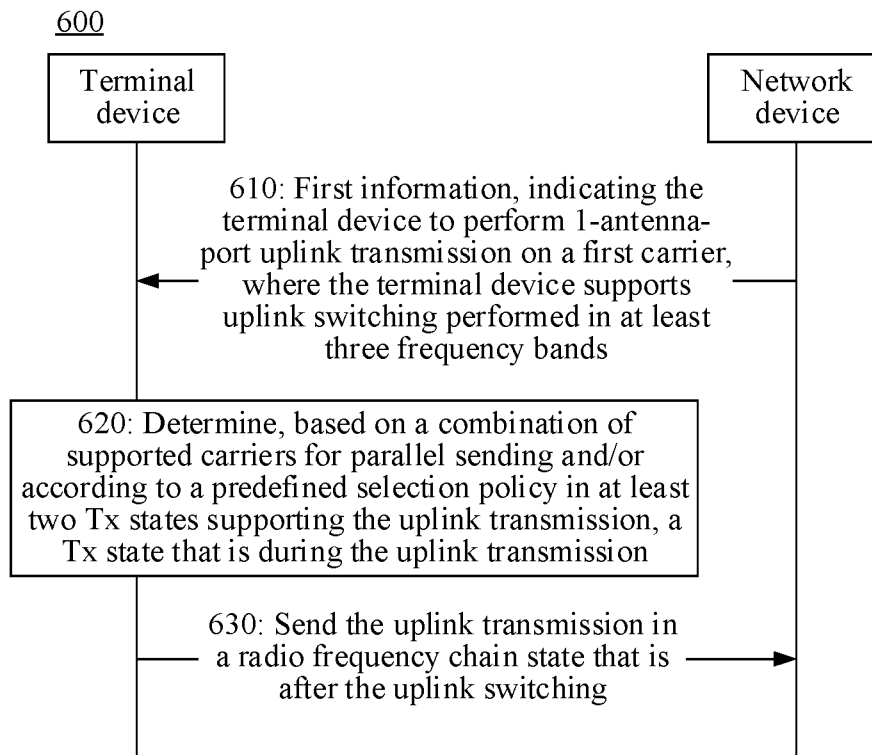 600
Terminal
device
Network
device
610: First information, indicating the
terminal device to perform 1-antenna-
port uplink transmission on a first carrier,
where the terminal device supports
uplink switching performed in at least
three frequency bands
620: Determine, based on a combination of
supported carriers for parallel sending and/or
according to a predefined selection policy in at least
two Tx states supporting the uplink transmission, a
Tx state that is during the uplink transmission
630: Send the uplink transmission in
a radio frequency chain state that is
after the uplink switching